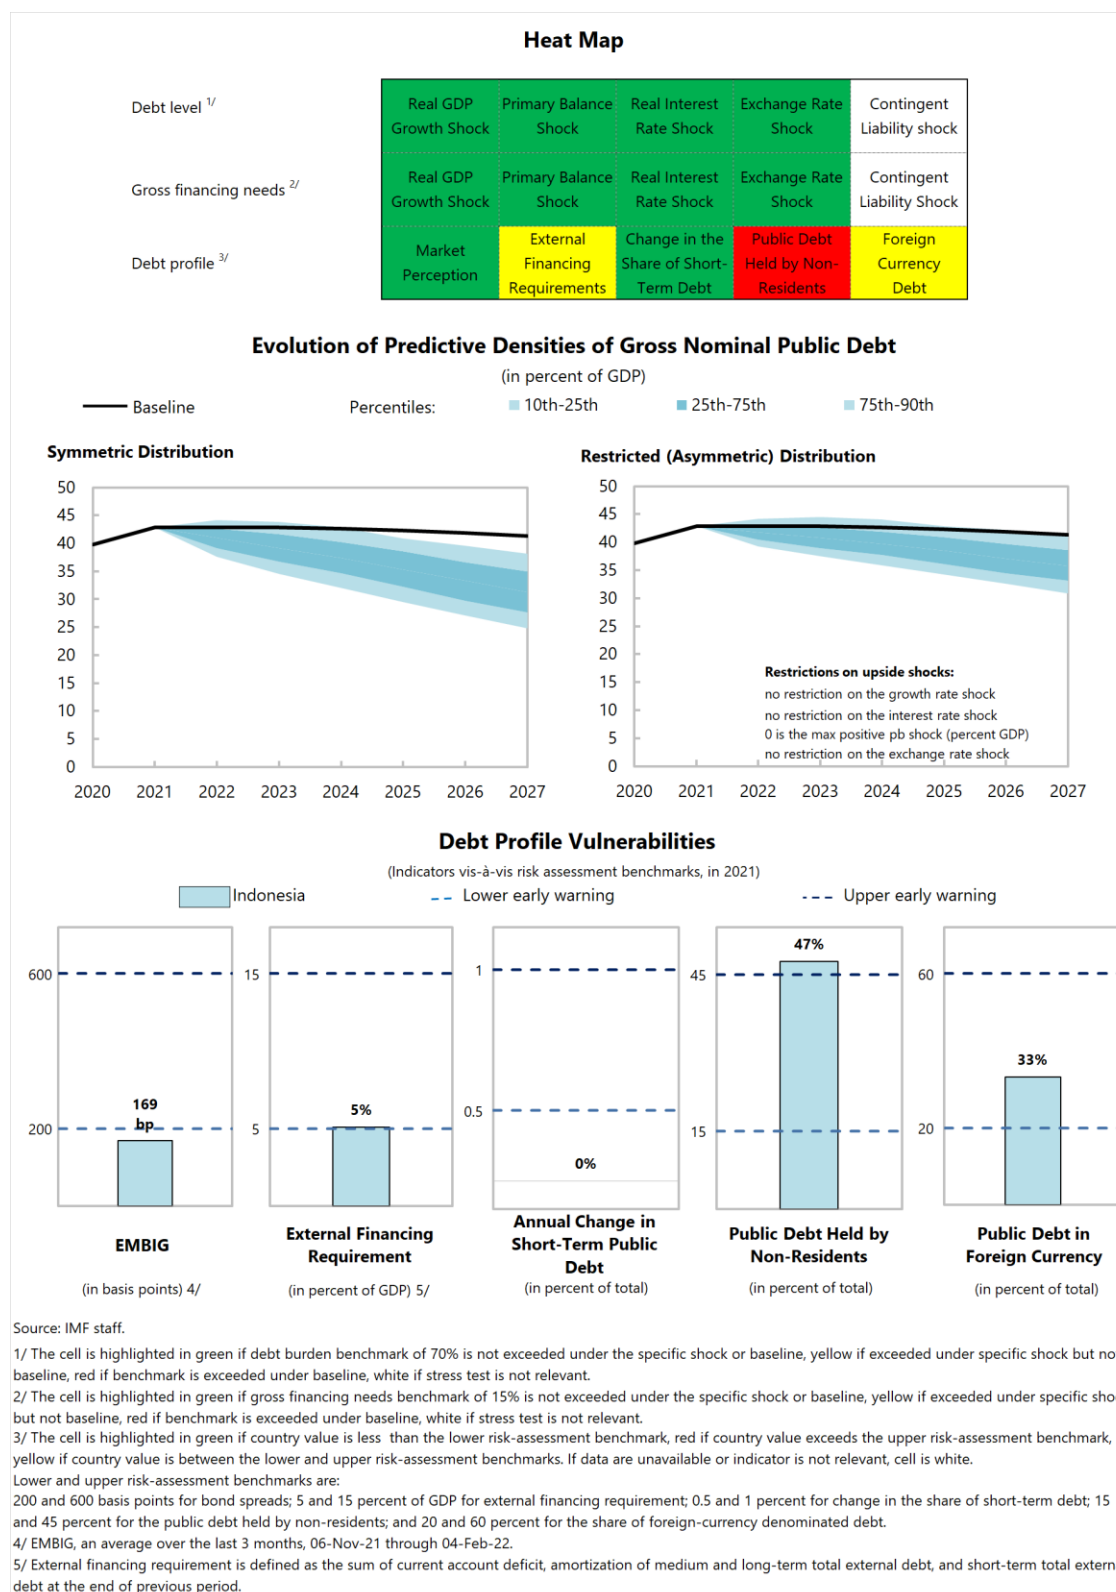 Heat Map
Debt level 1/
Real GDP Growth Shock
Primary Balance Shock
Real Interest Rate Shock
Exchange Rate Shock
Contingent Liability shock
Gross financing needs 2/
Real GDP Growth Shock
Primary Balance Shock
Real Interest Rate Shock
Exchange Rate Shock
Contingent Liability Shock
Debt profile 3/
Market Perception
External Financing Requirements
Change in the Share of Short-Term Debt
Public Debt Held by Non-Residents
Foreign Currency Debt
Evolution of Predictive Densities of Gross Nominal Public Debt
(in percent of GDP)
Baseline Percentiles: 10th-25th 25th-75th 75th-90th
Symmetric Distribution
50
45
40
35
30
25
20
15
10
5
0
2020 2021 2022 2023 2024 2025 2026 2027
Restricted (Asymmetric) Distribution
50
45
40
35
30
25
20
15
10
5
0
Restrictions on upside shocks:
no restriction on the growth rate shock
no restriction on the interest rate shock
0 is the max positive pb shock (percent GDP)
no restriction on the exchange rate shock
2020 2021 2022 2023 2024 2025 2026 2027
Debt Profile Vulnerabilities
(Indicators vis-à-vis risk assessment benchmarks, in 2021)
Indonesia Lower early warning Upper early warning
600
200
169
bp
EMBIG
(in basis points) 4/
15
5
5%
External Financing
Requirement
(in percent of GDP) 5/
1
0.5
0%
Annual Change in
Short-Term Public
Debt
(in percent of total)
47%
45
15
Public Debt Held by
Non-Residents
(in percent of total)
60
20
33%
Public Debt in
Foreign Currency
(in percent of total)
Source: IMF staff.
1/ The cell is highlighted in green if debt burden benchmark of 70% is not exceeded under the specific shock or baseline, yellow if exceeded under specific shock but no
baseline, red if benchmark is exceeded under baseline, white if stress test is not relevant.
2/ The cell is highlighted in green if gross financing needs benchmark of 15% is not exceeded under the specific shock or baseline, yellow if exceeded under specific sho
but not baseline, red if benchmark is exceeded under baseline, white if stress test is not relevant.
3/ The cell is highlighted in green if country value is less than the lower risk-assessment benchmark, red if country value exceeds the upper risk-assessment benchmark,
yellow if country value is between the lower and upper risk-assessment benchmarks. If data are unavailable or indicator is not relevant, cell is white.
Lower and upper risk-assessment benchmarks are:
200 and 600 basis points for bond spreads; 5 and 15 percent of GDP for external financing requirement; 0.5 and 1 percent for change in the share of short-term debt; 15
and 45 percent for the public debt held by non-residents; and 20 and 60 percent for the share of foreign-currency denominated debt.
4/ EMBIG, an average over the last 3 months, 06-Nov-21 through 04-Feb-22.
5/ External financing requirement is defined as the sum of current account deficit, amortization of medium and long-term total external debt, and short-term total extern
debt at the end of previous period.